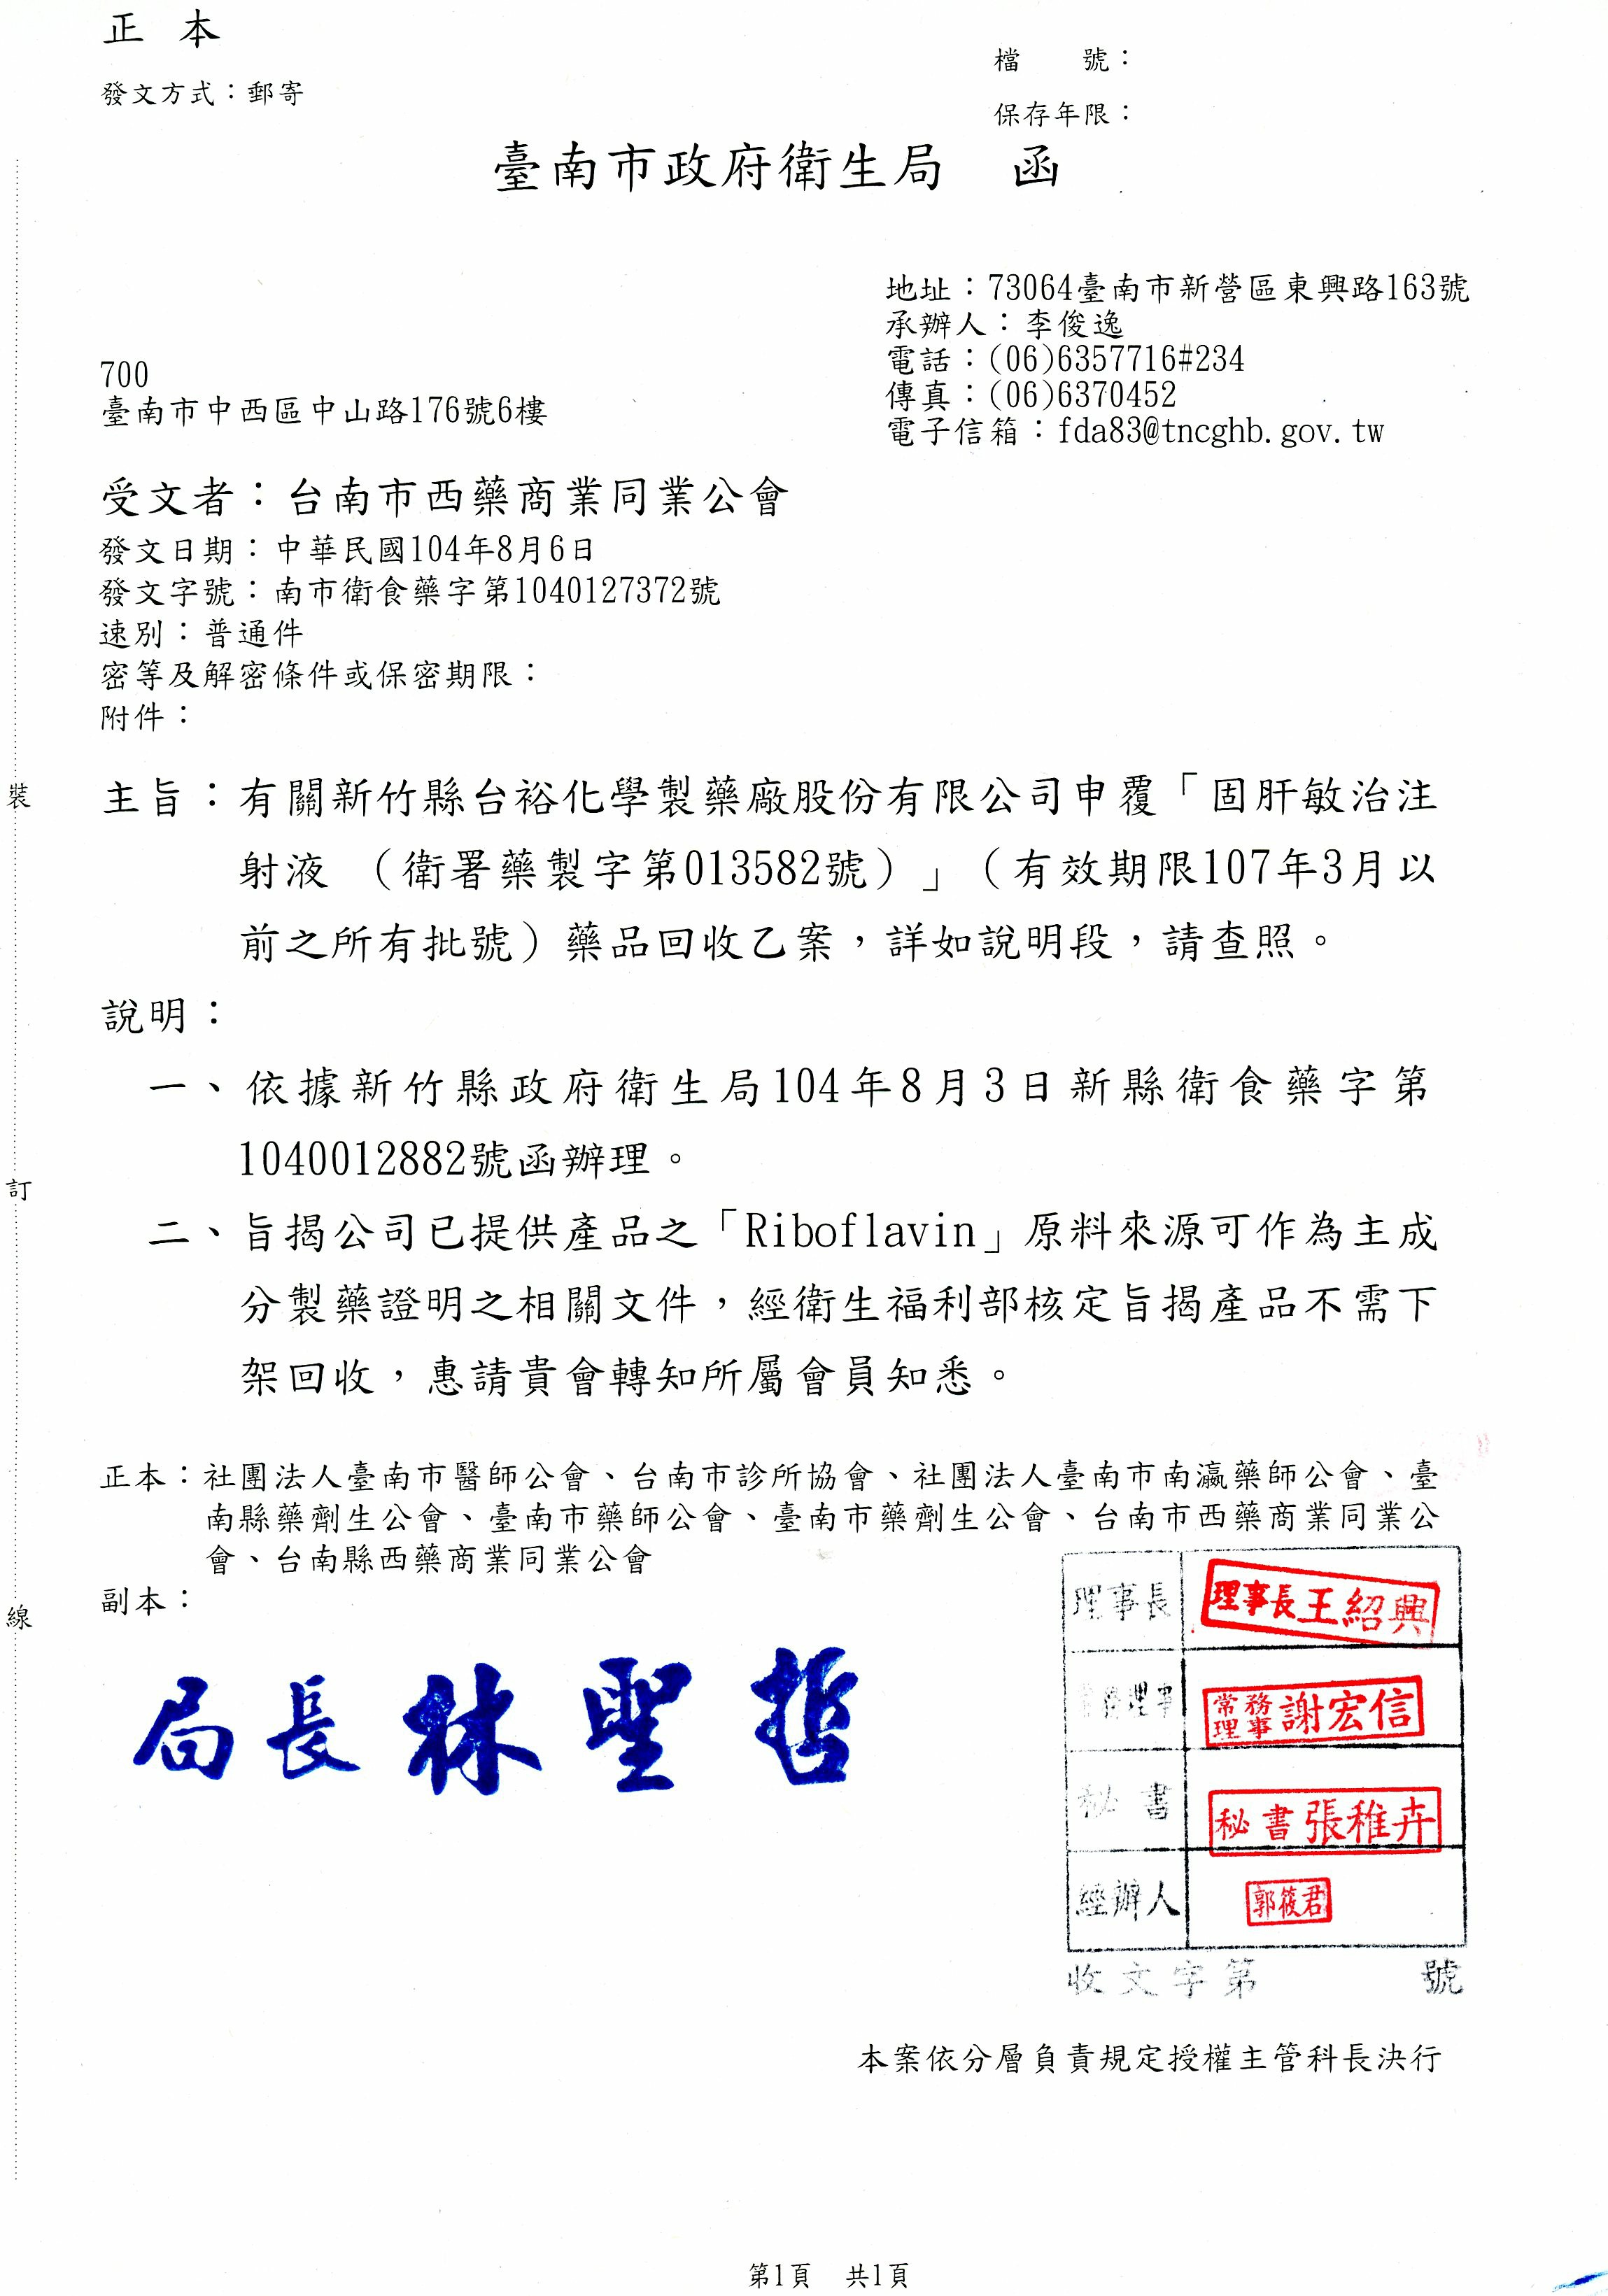 正本
發文方式：郵寄
檔　　號：
保存年限：
臺南市政府衛生局　函
地址：73064臺南市新營區東興路163號
承辦人：李俊逸
電話：(06)6357716#234
傳真：(06)6370452
電子信箱：fda83@tncghb.gov.tw
700
臺南市中西區中山路176號6樓
受文者：台南市西藥商業同業公會
發文日期：中華民國104年8月6日
發文字號：南市衛食藥字第1040127372號
速別：普通件
密等及解密條件或保密期限：
附件：
主旨：有關新竹縣台裕化學製藥廠股份有限公司申覆「固肝敏治注
射液 （衛署藥製字第013582號）」（有效期限107年3月以
前之所有批號）藥品回收乙案，詳如說明段，請查照。
說明：
一、依據新竹縣政府衛生局104年8月3日新縣衛食藥字第
1040012882號函辦理。
二、旨揭公司已提供產品之「Riboflavin」原料來源可作為主成
分製藥證明之相關文件，經衛生福利部核定旨揭產品不需下
架回收，惠請貴會轉知所屬會員知悉。
正本：社團法人臺南市醫師公會、台南市診所協會、社團法人臺南市南瀛藥師公會、臺
南縣藥劑生公會、臺南市藥師公會、臺南市藥劑生公會、台南市西藥商業同業公
會、台南縣西藥商業同業公會
副本：
局長林聖哲
理事長 理事長王紹興
常務理事 常務理事謝宏信
秘書 秘書張稚卉
經辦人 郭筱君
收文字第　　　號
本案依分層負責規定授權主管科長決行
裝
訂
線
第1頁　共1頁